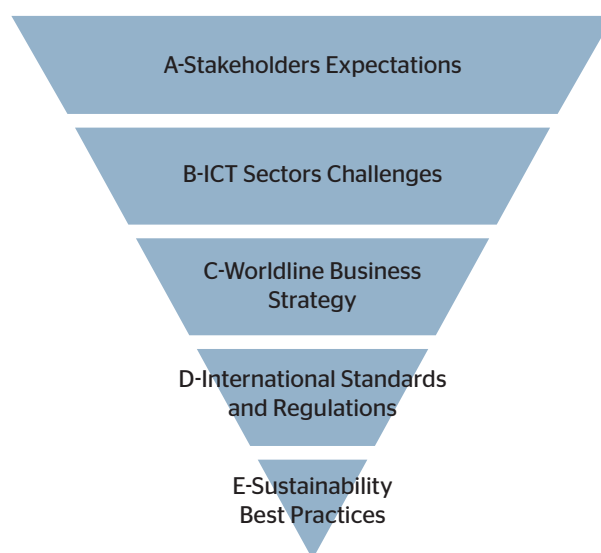 A-Stakeholders Expectations
B-ICT Sectors Challenges
C-Worldline Business
Strategy
D-International Standards
and Regulations
E-Sustainability
Best Practices